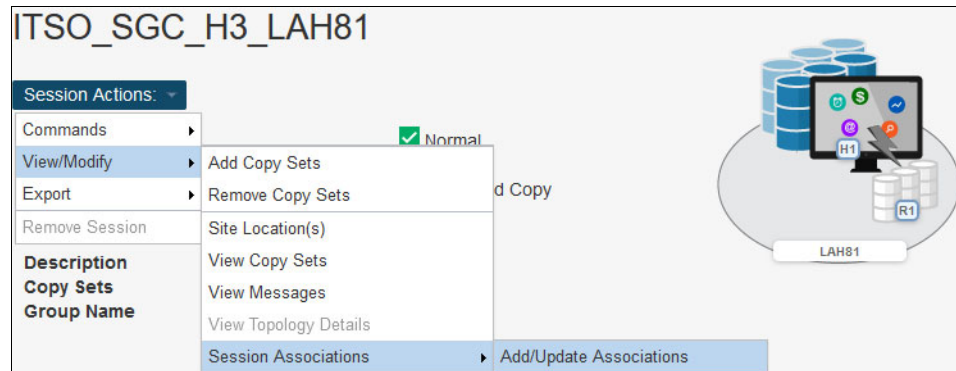 ITSO_SGC_H3_LAH81
Session Actions:
Commands
Normal
View/Modify
Add Copy Sets
Export
Remove Copy Sets
d Copy
Remove Session
Site Location(s)
Description
View Copy Sets
Copy Sets
View Messages
Group Name
View Topology Details
Session Associations
Add/Update Associations
$
H1
R1
LAH81